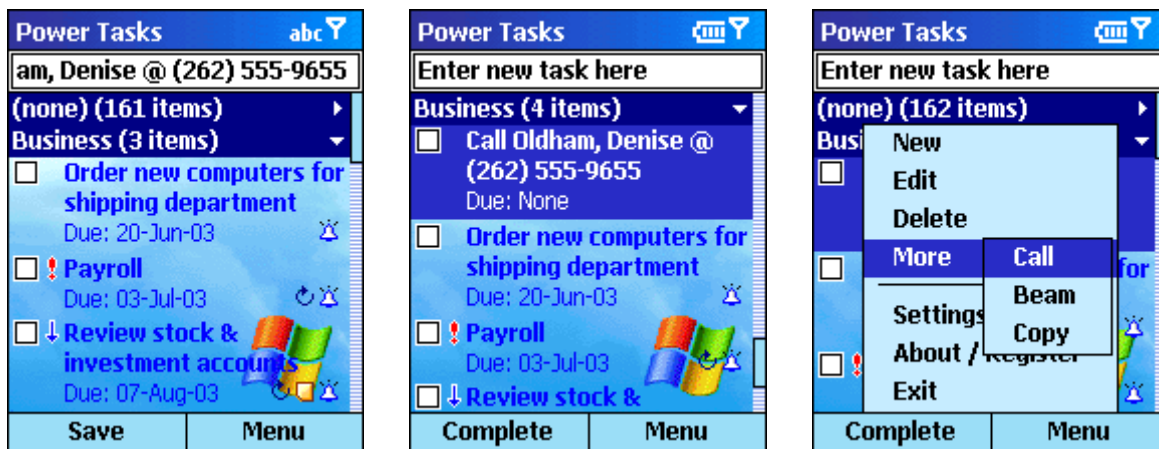 Power Tasks abc
am, Denise @ (262) 555-9655
(none) (161 items)
Business (3 items)
Order new computers for
shipping department
Due: 20-Jun-03
Payroll
Due: 03-Jul-03
Review stock &
investment accounts
Due: 07-Aug-03
Save Menu
Power Tasks
Enter new task here
Business (4 items)
Call Oldham, Denise @
(262) 555-9655
Due: None
Order new computers for
shipping department
Due: 20-Jun-03
Payroll
Due: 03-Jul-03
Review stock &
Complete Menu
Power Tasks
Enter new task here
(none) (162 items)
Busi
New
Edit
Delete
More
Call
for
Beam
Settings
Copy
About / Register
Exit
Complete Menu